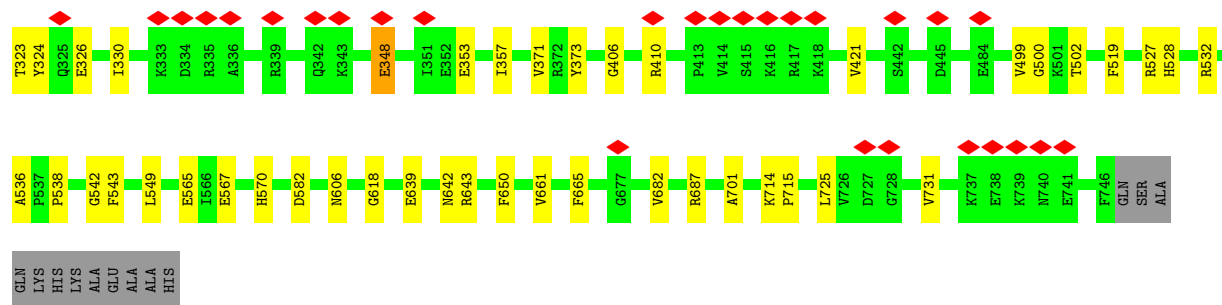 T323 Y324 Q325 E326 I330 K333 D334 R335 A336 R339 Q342 K343 E348 I351 E352 E353 I357 V371 R372 Y373 G406 R410 P413 V414 S415 K416 R417 K418 V421 S442 D445 E484 V499 G500 K501 T502 F519 R527 H528 R532
A536 P537 P538 G542 F543 L549 E565 I566 E567 H570 D582 N606 G618 E639 N642 R643 F650 V661 F665 G677 V682 R687 A701 K714 P715 L725 V726 D727 G728 V731 K737 E738 K739 N740 E741 F746 GLN SER ALA
GLN LYS HIS LYS ALA GLU ALA ALA HIS